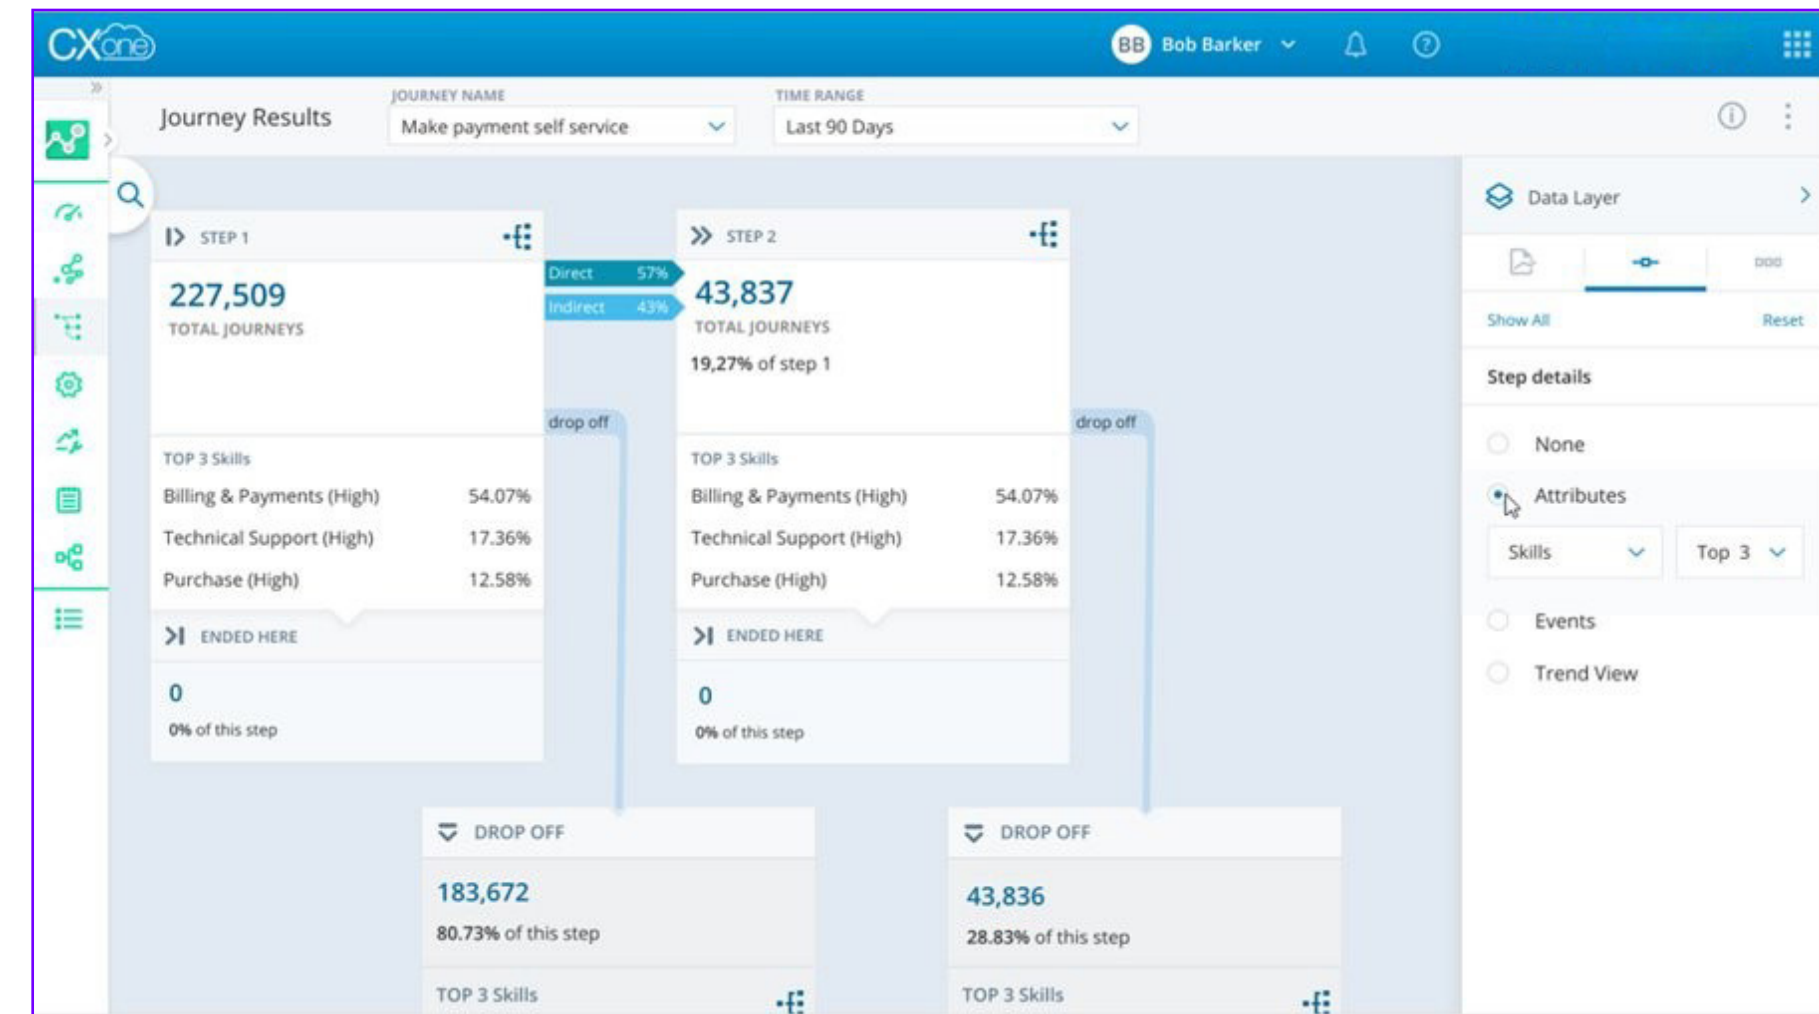 CXone
BB Bob Barker
Journey Results
JOURNEY NAME
Make payment self service
TIME RANGE
Last 90 Days
STEP 1
227,509
TOTAL JOURNEYS
Direct 57%
Indirect 43%
drop off
TOP 3 Skills
Billing & Payments (High) 54.07%
Technical Support (High) 17.36%
Purchase (High) 12.58%
ENDED HERE
0
0% of this step
STEP 2
43,837
TOTAL JOURNEYS
19,27% of step 1
drop off
TOP 3 Skills
Billing & Payments (High) 54.07%
Technical Support (High) 17.36%
Purchase (High) 12.58%
ENDED HERE
0
0% of this step
DROP OFF
183,672
80.73% of this step
TOP 3 Skills
DROP OFF
43,836
28.83% of this step
TOP 3 Skills
Data Layer
Show All Reset
Step details
None
Attributes
Skills Top 3
Events
Trend View